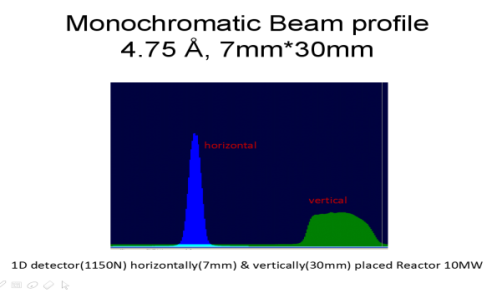 Monochromatic Beam profile
4.75 Å, 7mm*30mm
horizontal
vertical
1D detector(1150N) horizontally(7mm) & vertically(30mm) placed Reactor 10MW